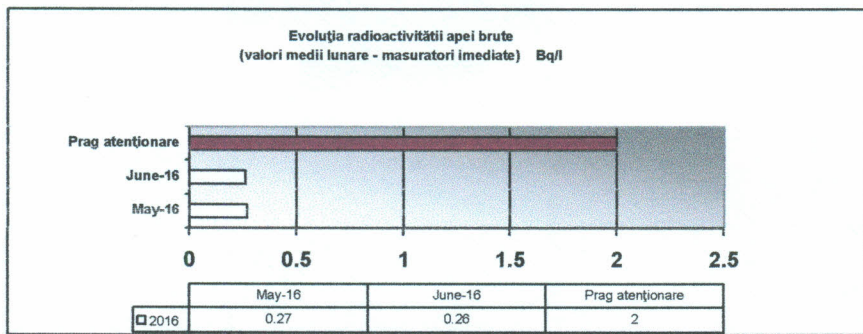 Evoluţia radioactivitătii apei brute
(valori medii lunare - masuratori imediate) Bq/l
Prag atenţionare
June-16
May-16
0 0.5 1 1.5 2 2.5
May-16 June-16 Prag atenţionare
2016 0.27 0.26 2